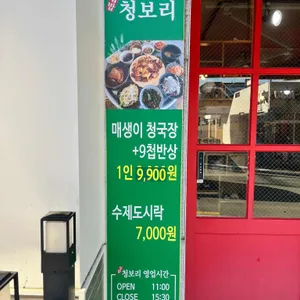 청보리
매생이 청국장
+9첩반상
1인 9,900원
수제도시락
7,000원
청보리 영업시간
OPEN 11:00
CLOSE 15:30